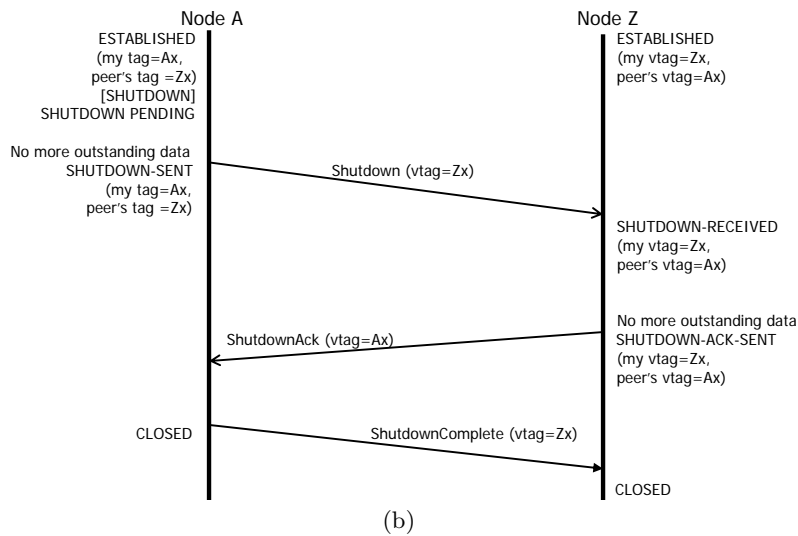 Node A
Node Z
ESTABLISHED
(my tag=Ax,
peer's tag =Zx)
[SHUTDOWN]
SHUTDOWN PENDING
ESTABLISHED
(my vtag=Zx,
peer's vtag=Ax)
No more outstanding data
SHUTDOWN-SENT
(my tag=Ax,
peer's tag =Zx)
Shutdown (vtag=Zx)
SHUTDOWN-RECEIVED
(my vtag=Zx,
peer's vtag=Ax)
No more outstanding data
SHUTDOWN-ACK-SENT
(my vtag=Zx,
peer's vtag=Ax)
ShutdownAck (vtag=Ax)
CLOSED
ShutdownComplete (vtag=Zx)
CLOSED
(b)